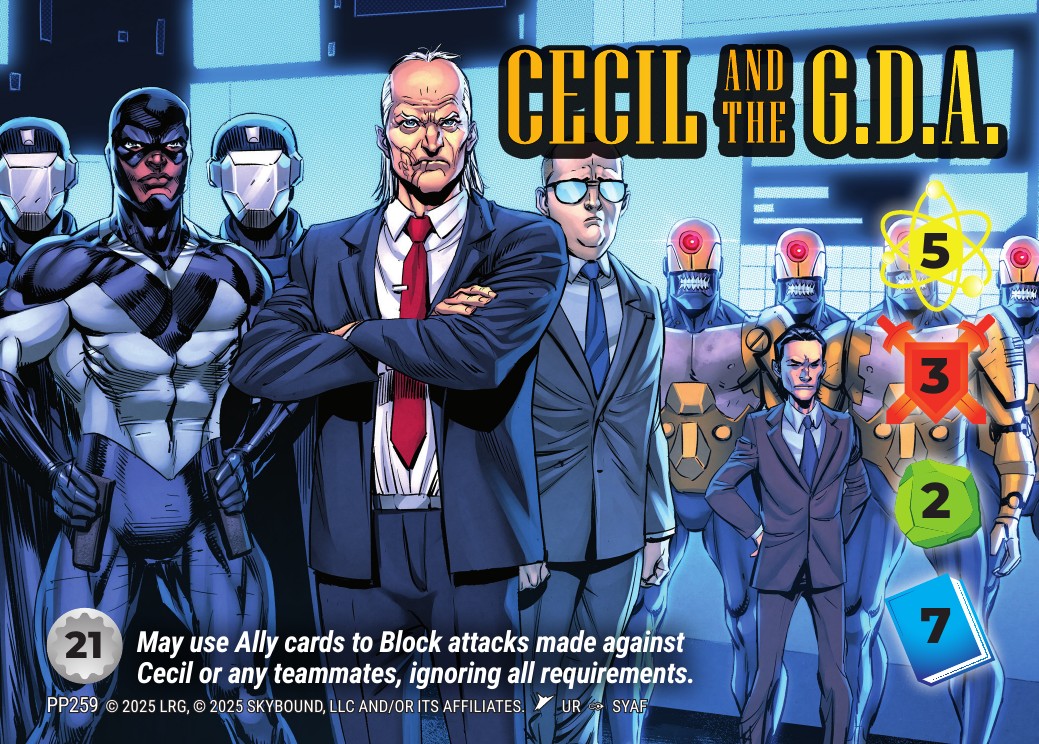 CECIL AND THE G.D.A.
5
3
2
7
21
May use Ally cards to Block attacks made against
Cecil or any teammates, ignoring all requirements.
PP259 © 2025 LRG, © 2025 SKYBOUND, LLC AND/OR ITS AFFILIATES. UR SYAF